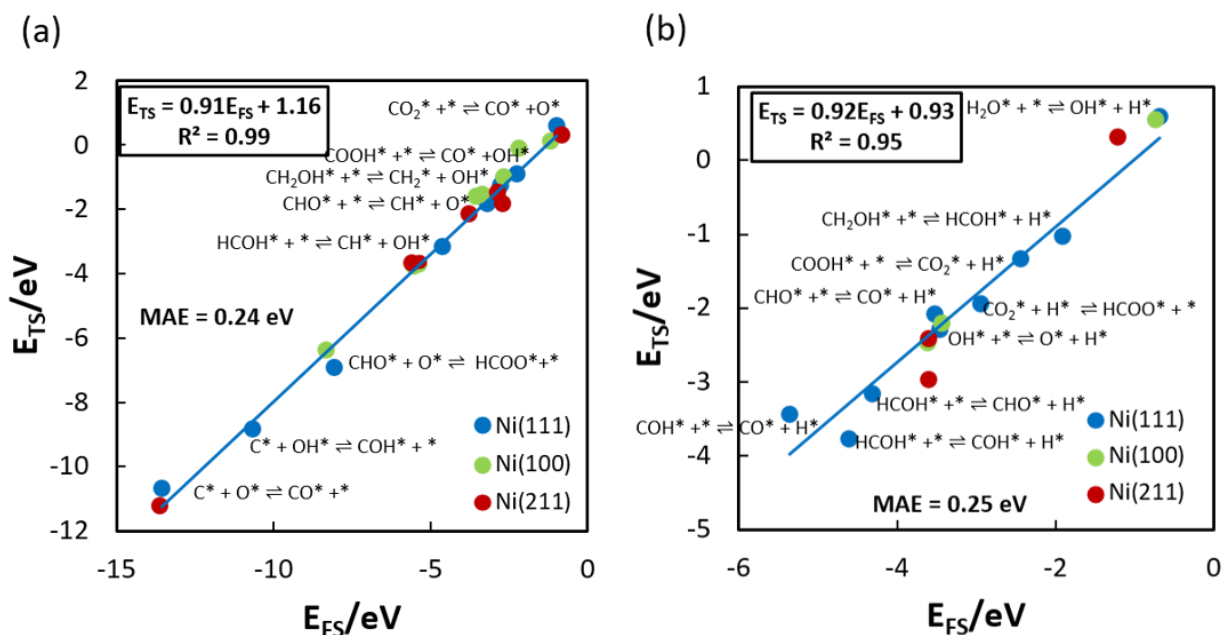 (a)
E_TS/eV
2
0
-2
-4
-6
-8
-10
-12
E_TS = 0.91E_FS + 1.16
R² = 0.99
CO₂* +* ⇌ CO* +O*
COOH* +* ⇌ CO* +OH*
CH₂OH* +* ⇌ CH₂* + OH*
CHO* + * ⇌ CH* + O*
HCOH* + * ⇌ CH* + OH*
MAE = 0.24 eV
CHO* + O* ⇌ HCOO*+*
C* + OH* ⇌ COH* + *
C* + O* ⇌ CO* +*
Ni(111)
Ni(100)
Ni(211)
-15
-10
-5
0
E_FS/eV
(b)
E_TS/eV
1
0
-1
-2
-3
-4
-5
E_TS = 0.92E_FS + 0.93
R² = 0.95
H₂O* + * ⇌ OH* + H*
CH₂OH* +* ⇌ HCOH* + H*
COOH* + * ⇌ CO₂* + H*
CHO* +* ⇌ CO* + H*
CO₂* + H* ⇌ HCOO* + *
OH* +* ⇌ O* + H*
HCOH* +* ⇌ CHO* + H*
COH* +* ⇌ CO* + H*
HCOH* +* ⇌ COH* + H*
Ni(111)
Ni(100)
Ni(211)
MAE = 0.25 eV
-6
-4
-2
0
E_FS/eV